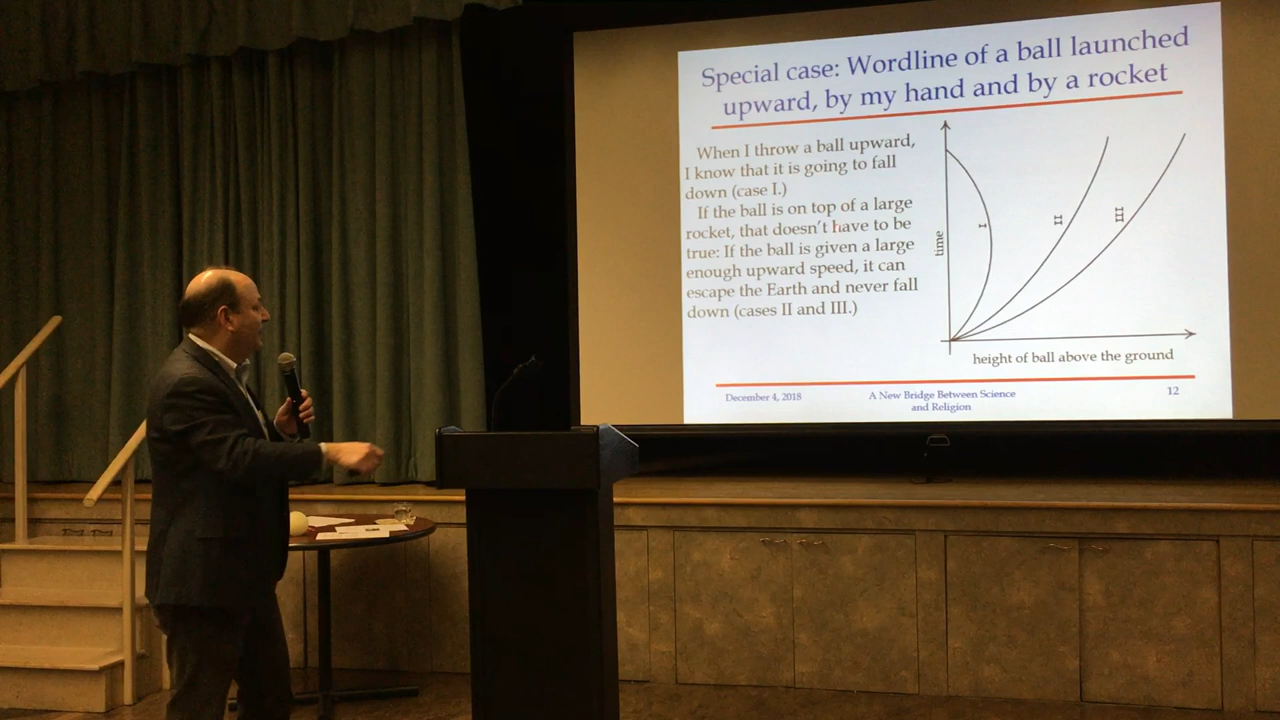 Special case: Wordline of a ball launched
upward, by my hand and by a rocket
When I throw a ball upward,
I know that it is going to fall
down (case I.)
If the ball is on top of a large
rocket, that doesn't have to be
true: If the ball is given a large
enough upward speed, it can
escape the Earth and never fall
down (cases II and III.)
time
I
II
III
height of ball above the ground
December 4, 2018
A New Bridge Between Science
and Religion
12